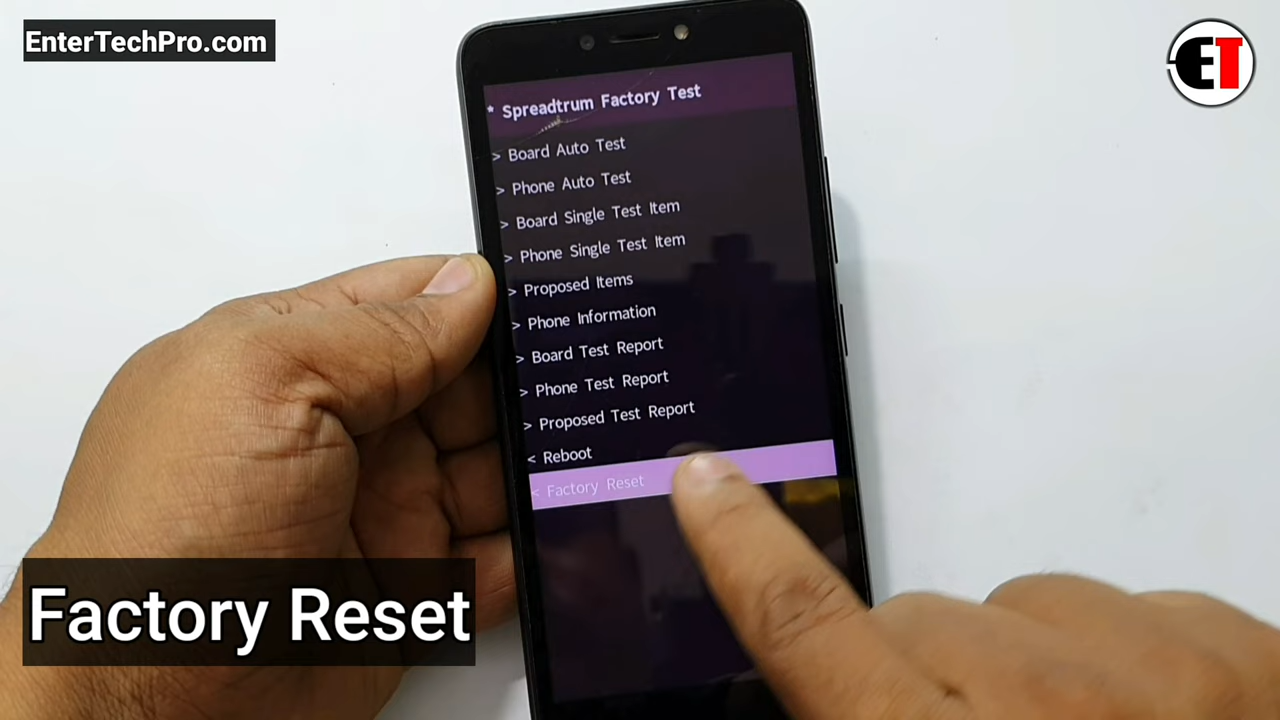 EnterTechPro.com
ET
* Spreadtrum Factory Test
> Board Auto Test
> Phone Auto Test
> Board Single Test Item
> Phone Single Test Item
> Proposed Items
> Phone Information
> Board Test Report
> Phone Test Report
> Proposed Test Report
< Reboot
< Factory Reset
Factory Reset